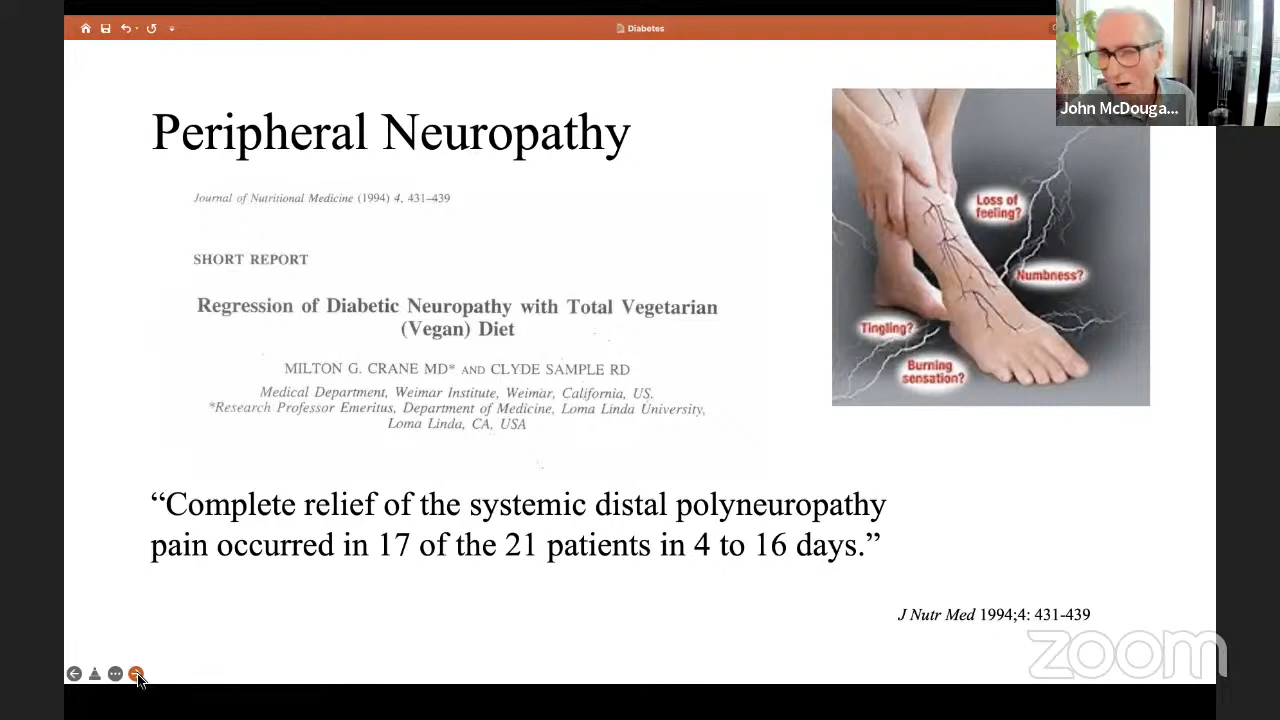 Diabetes
John McDouga...
Peripheral Neuropathy
Journal of Nutritional Medicine (1994) 4, 431–439
SHORT REPORT
Regression of Diabetic Neuropathy with Total Vegetarian
(Vegan) Diet
MILTON G. CRANE MD* AND CLYDE SAMPLE RD
Medical Department, Weimar Institute, Weimar, California, US.
*Research Professor Emeritus, Department of Medicine, Loma Linda University,
Loma Linda, CA, USA
Loss of
feeling?
Numbness?
Tingling?
Burning
sensation?
“Complete relief of the systemic distal polyneuropathy
pain occurred in 17 of the 21 patients in 4 to 16 days.”
J Nutr Med 1994;4: 431-439
zoom